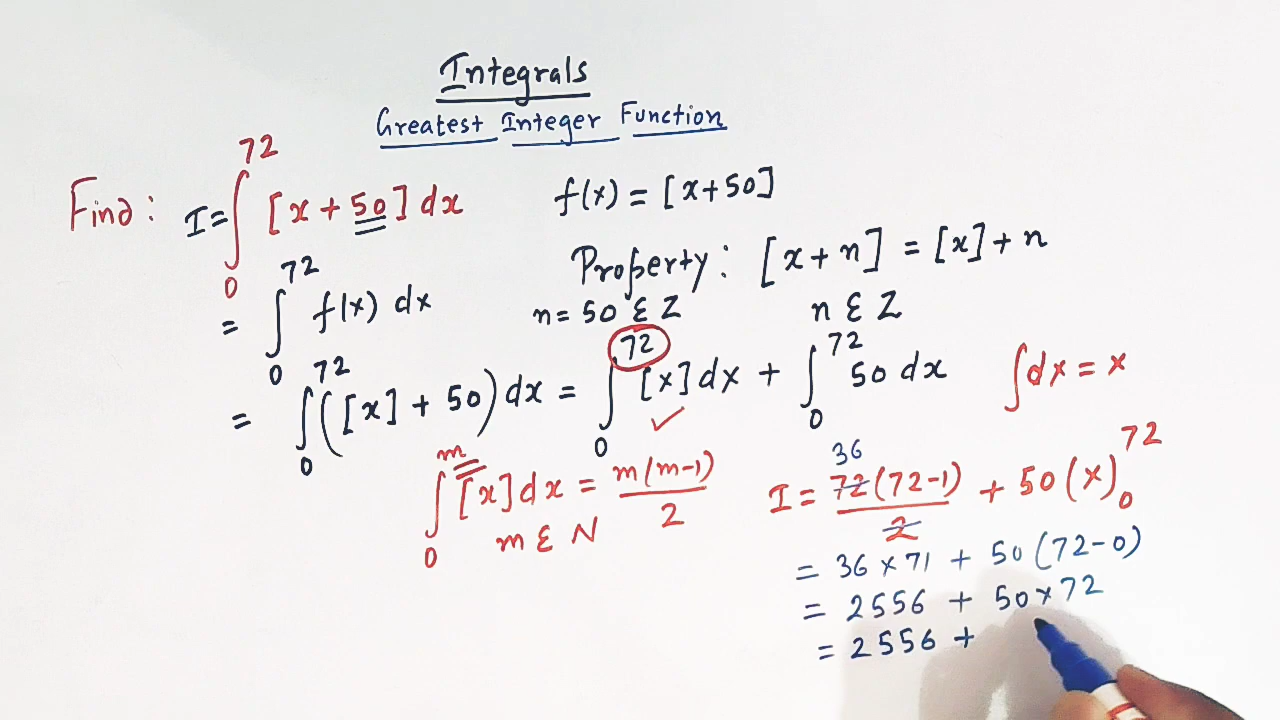 Integrals
Greatest Integer Function
Find: I = ∫₀⁷² [x + 50] dx
f(x) = [x+50]
= ∫₀⁷² f(x) dx
Property: [x + n] = [x] + n
n = 50 ∈ Z
n ∈ Z
= ∫₀⁷² ([x] + 50) dx = ∫₀⁷² [x] dx + ∫₀⁷² 50 dx
∫dx = x
∫₀ᵐ [x] dx = m(m-1)/2
m ∈ N
36
I = 72(72-1)/2 + 50(x)₀⁷²
= 36 × 71 + 50(72-0)
= 2556 + 50×72
= 2556 +